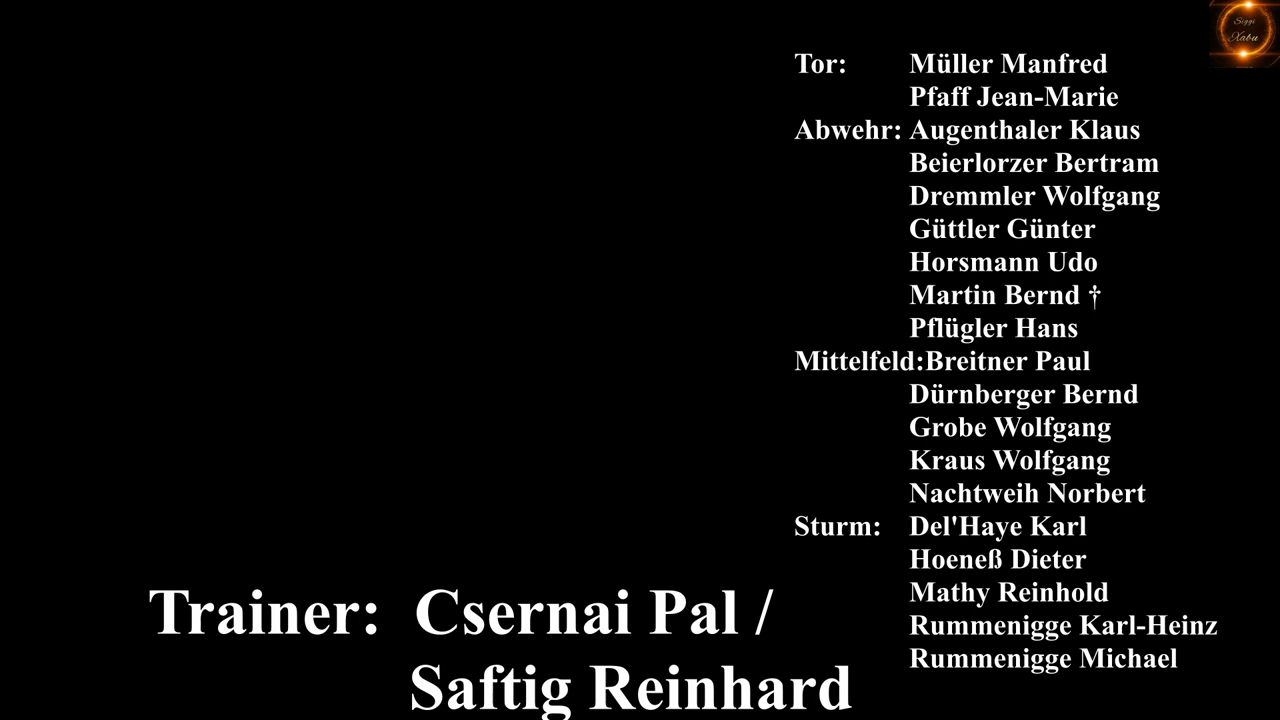 Siggi
Xabu
Tor: Müller Manfred
Pfaff Jean-Marie
Abwehr: Augenthaler Klaus
Beierlorzer Bertram
Dremmler Wolfgang
Güttler Günter
Horsmann Udo
Martin Bernd †
Pflügler Hans
Mittelfeld:Breitner Paul
Dürnberger Bernd
Grobe Wolfgang
Kraus Wolfgang
Nachtweih Norbert
Sturm: Del'Haye Karl
Hoeneß Dieter
Mathy Reinhold
Rummenigge Karl-Heinz
Rummenigge Michael
Trainer: Csernai Pal /
Saftig Reinhard